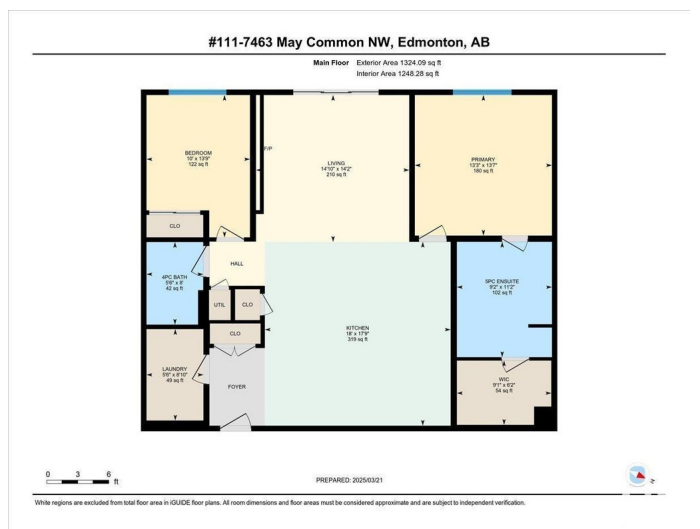 #111-7463 May Common NW, Edmonton, AB
Main Floor Exterior Area 1324.09 sq ft
Interior Area 1248.28 sq ft
BEDROOM
10' x 13'9"
122 sq ft
F/P
LIVING
14'10" x 14'2"
210 sq ft
PRIMARY
13'3" x 13'7"
180 sq ft
CLO
HALL
4PC BATH
5'6" x 8'
42 sq ft
5PC ENSUITE
9'2" x 11'2"
102 sq ft
UTIL
CLO
KITCHEN
18' x 17'9"
319 sq ft
CLO
LAUNDRY
5'6" x 8'10"
49 sq ft
FOYER
WIC
9'1" x 6'2"
54 sq ft
0 3 6
ft
PREPARED: 2025/03/21
N
White regions are excluded from total floor area in iGUIDE floor plans. All room dimensions and floor areas must be considered approximate and are subject to independent verification.